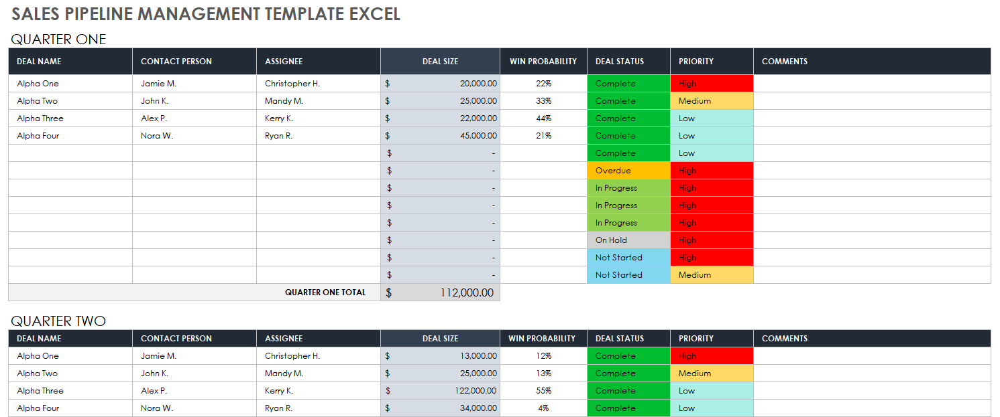 SALES PIPELINE MANAGEMENT TEMPLATE EXCEL
QUARTER ONE
DEAL NAME CONTACT PERSON ASSIGNEE DEAL SIZE WIN PROBABILITY DEAL STATUS PRIORITY COMMENTS
Alpha One Jamie M. Christopher H. $ 20,000.00 22% Complete High
Alpha Two John K. Mandy M. $ 25,000.00 33% Complete Medium
Alpha Three Alex P. Kerry K. $ 22,000.00 44% Complete Low
Alpha Four Nora W. Ryan R. $ 45,000.00 21% Complete Low
$ - Complete Low
$ - Overdue High
$ - In Progress High
$ - In Progress High
$ - In Progress High
$ - On Hold High
$ - Not Started High
$ - Not Started Medium
QUARTER ONE TOTAL $ 112,000.00
QUARTER TWO
DEAL NAME CONTACT PERSON ASSIGNEE DEAL SIZE WIN PROBABILITY DEAL STATUS PRIORITY COMMENTS
Alpha One Jamie M. Christopher H. $ 13,000.00 12% Complete High
Alpha Two John K. Mandy M. $ 25,000.00 13% Complete Medium
Alpha Three Alex P. Kerry K. $ 122,000.00 55% Complete Low
Alpha Four Nora W. Ryan R. $ 34,000.00 4% Complete Low